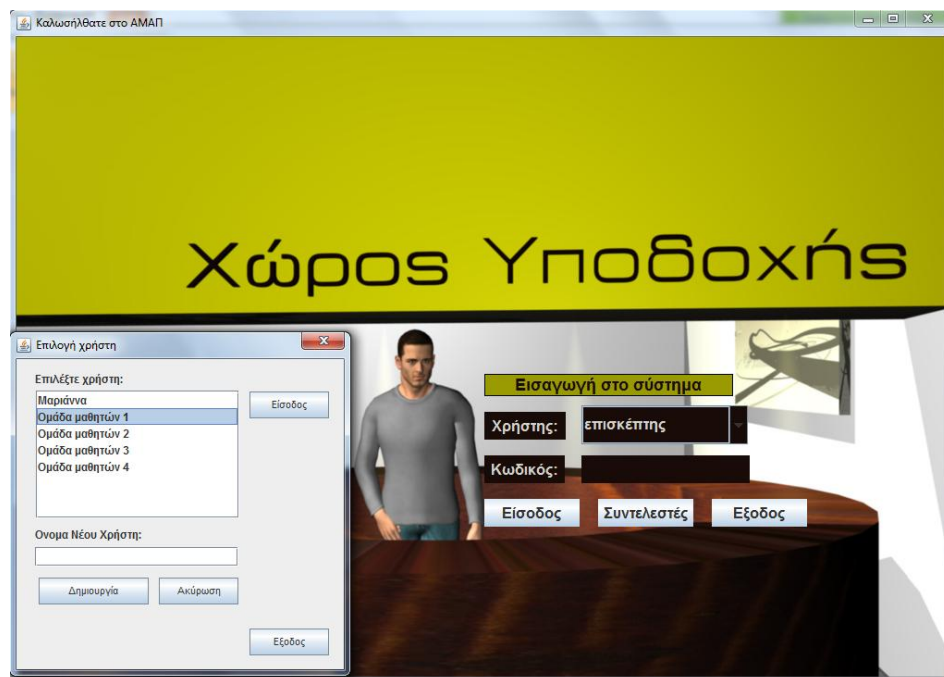 Καλωσήλθατε στο ΑΜΑΠ
Χώρος Υποδοχής
Επιλογή χρήστη
Επιλέξτε χρήστη:
Μαριάννα
Ομάδα μαθητών 1
Ομάδα μαθητών 2
Ομάδα μαθητών 3
Ομάδα μαθητών 4
Είσοδος
Ονομα Νέου Χρήστη:
Δημιουργία Ακύρωση
Εξοδος
Εισαγωγή στο σύστημα
Χρήστης: επισκέπτης
Κωδικός:
Είσοδος Συντελεστές Εξοδος